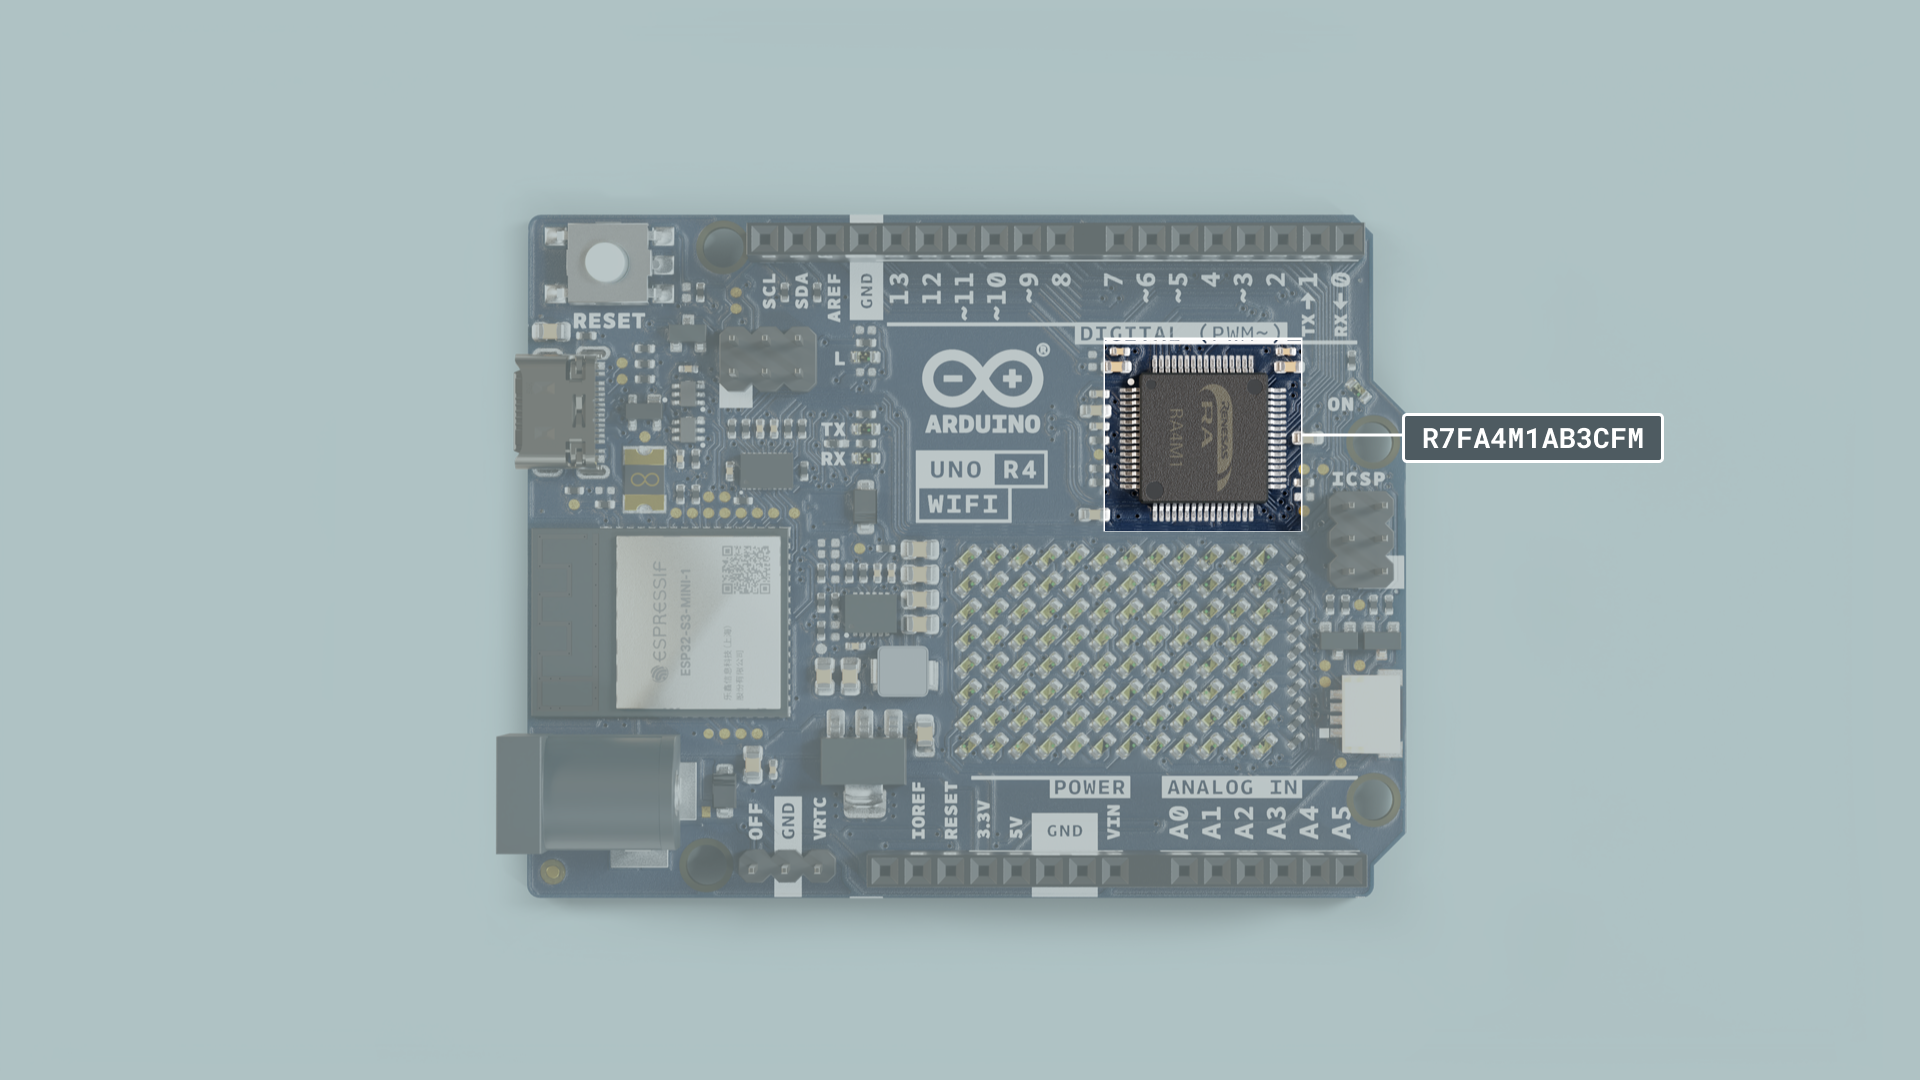 SCL
SDA
AREF
GND
13
12
~11
~10
~9
8
7
~6
~5
4
~3
2
TX→1
RX←0
RESET
DIGITAL (PWM~)
L
ARDUINO
®
TX
RX
UNO R4
WIFI
ON
RENESAS
RA
RA4M1
R7FA4M1AB3CFM
ICSP
8
ESPRESSIF
ESP32-S3-MINI-1
POWER
ANALOG IN
OFF
GND
VRTC
IOREF
RESET
3.3V
5V
GND
VIN
A0
A1
A2
A3
A4
A5